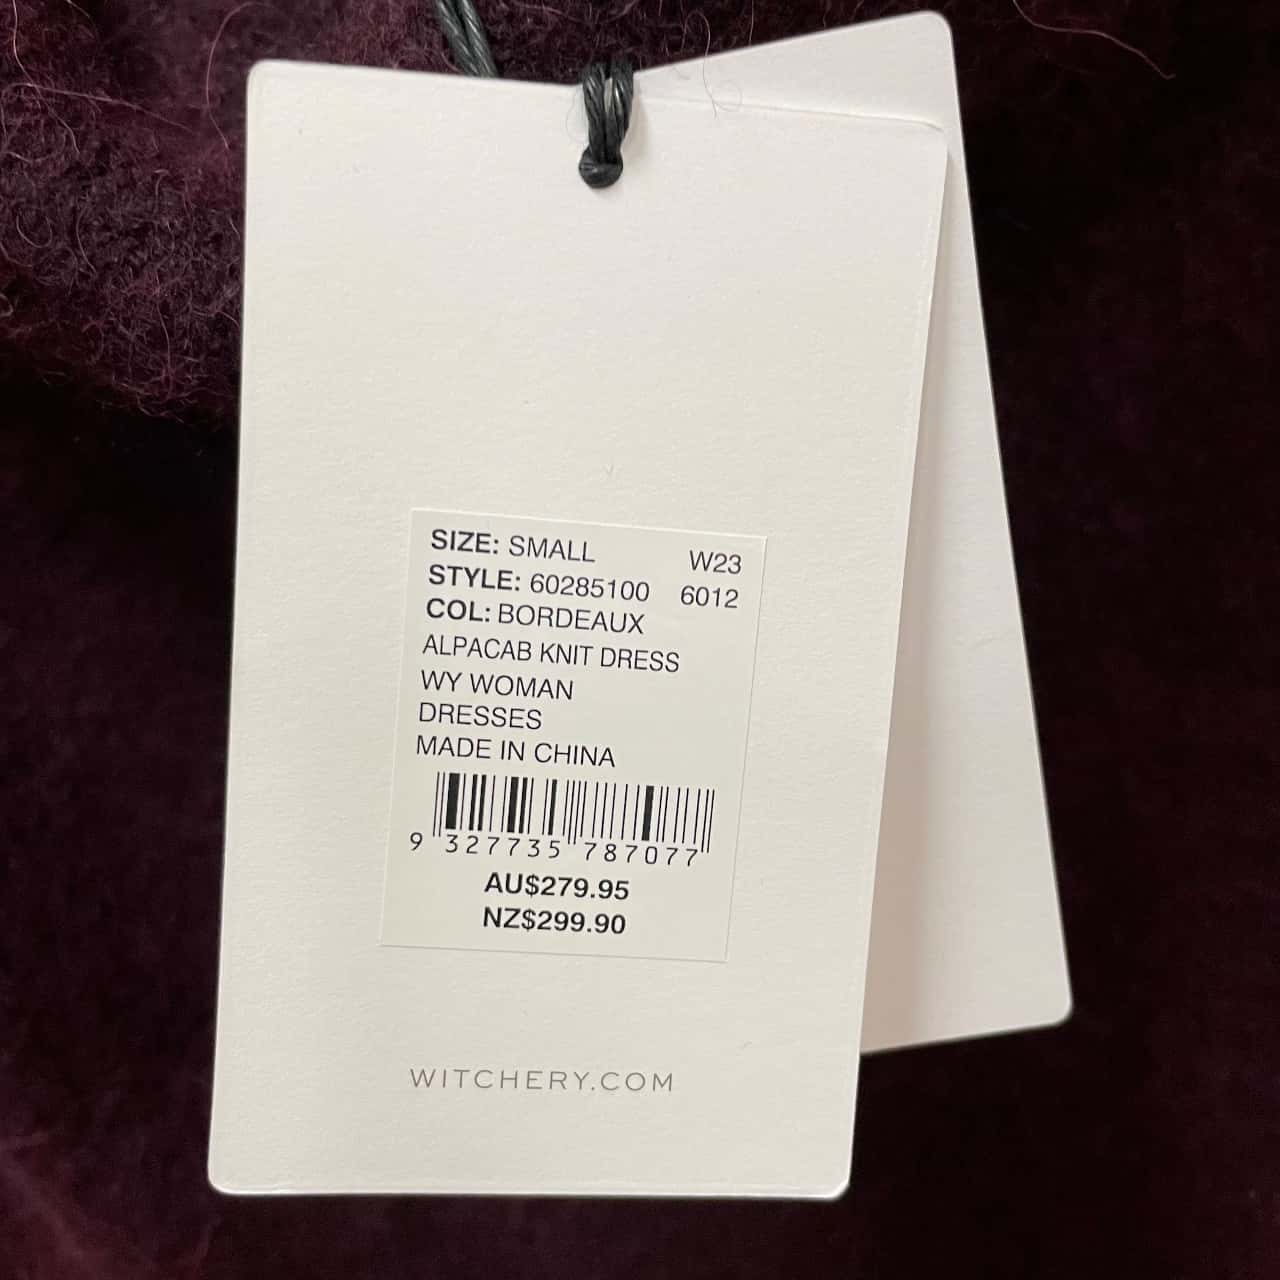 SIZE: SMALL W23
STYLE: 60285100 6012
COL: BORDEAUX
ALPACAB KNIT DRESS
WY WOMAN
DRESSES
MADE IN CHINA
9 327735 787077
AU$279.95
NZ$299.90
WITCHERY.COM